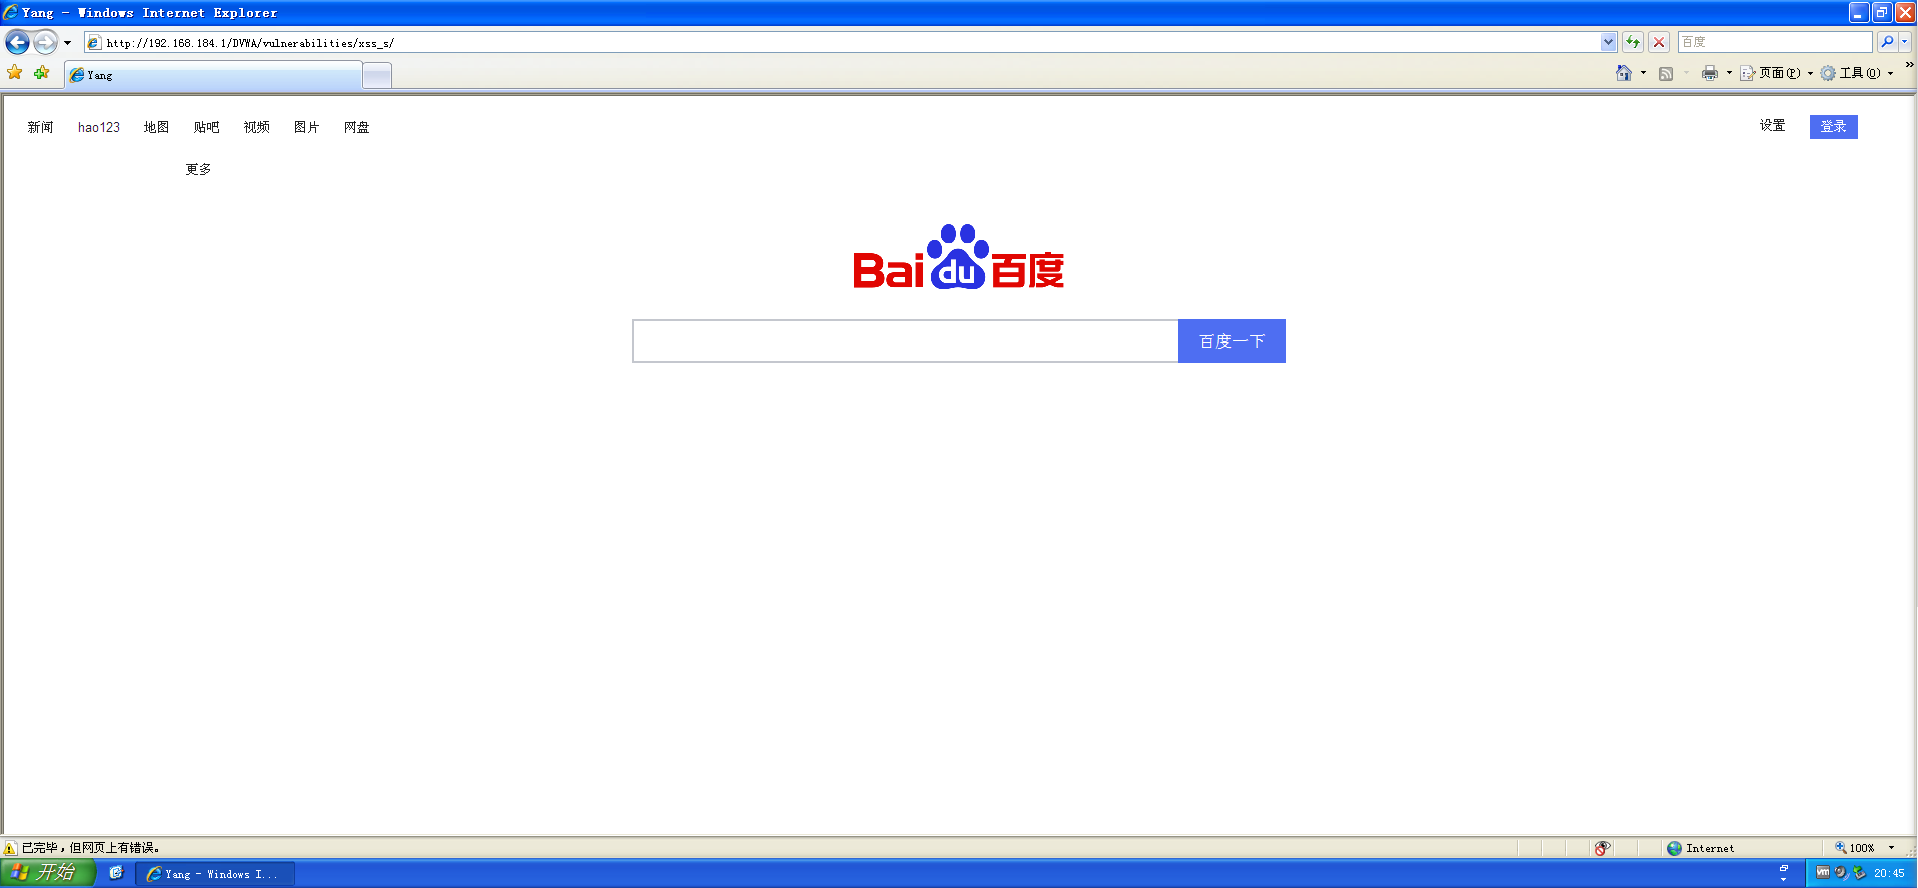 Yang - Windows Internet Explorer
http://192.168.184.1/DVWA/vulnerabilities/xss_s/
百度
Yang
页面(P)
工具(O)
»
新闻 hao123 地图 贴吧 视频 图片 网盘
设置 登录
更多
Bai du 百度
百度一下
已完毕，但网页上有错误。
Internet
100%
开始
Yang - Windows I...
vm
20:45